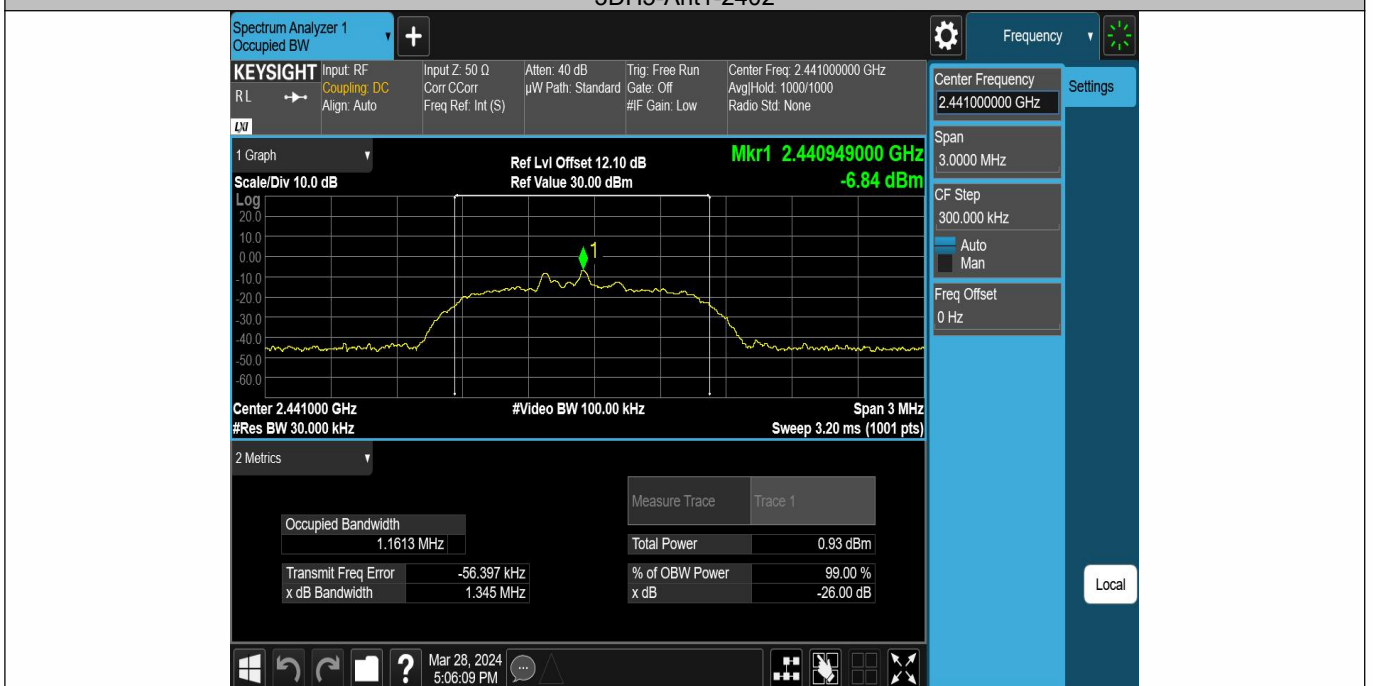 3DH5-Ant1-2402
Spectrum Analyzer 1
Occupied BW
+
Frequency
KEYSIGHT
RL
LXI
Input: RF
Coupling: DC
Align: Auto
Input Z: 50 Ω
Corr CCorr
Freq Ref: Int (S)
Atten: 40 dB
µW Path: Standard
Trig: Free Run
Gate: Off
#IF Gain: Low
Center Freq: 2.441000000 GHz
Avg|Hold: 1000/1000
Radio Std: None
Center Frequency
2.441000000 GHz
Settings
Span
3.0000 MHz
CF Step
300.000 kHz
Auto
Man
Freq Offset
0 Hz
Local
1 Graph
Scale/Div 10.0 dB
Ref Lvl Offset 12.10 dB
Ref Value 30.00 dBm
Mkr1 2.440949000 GHz
-6.84 dBm
Log
20.0
10.0
0.00
-10.0
-20.0
-30.0
-40.0
-50.0
-60.0
1
Center 2.441000 GHz
#Video BW 100.00 kHz
Span 3 MHz
#Res BW 30.000 kHz
Sweep 3.20 ms (1001 pts)
2 Metrics
Measure Trace Trace 1
Occupied Bandwidth
1.1613 MHz
Total Power 0.93 dBm
Transmit Freq Error -56.397 kHz
% of OBW Power 99.00 %
x dB Bandwidth 1.345 MHz
x dB -26.00 dB
?
Mar 28, 2024
5:06:09 PM